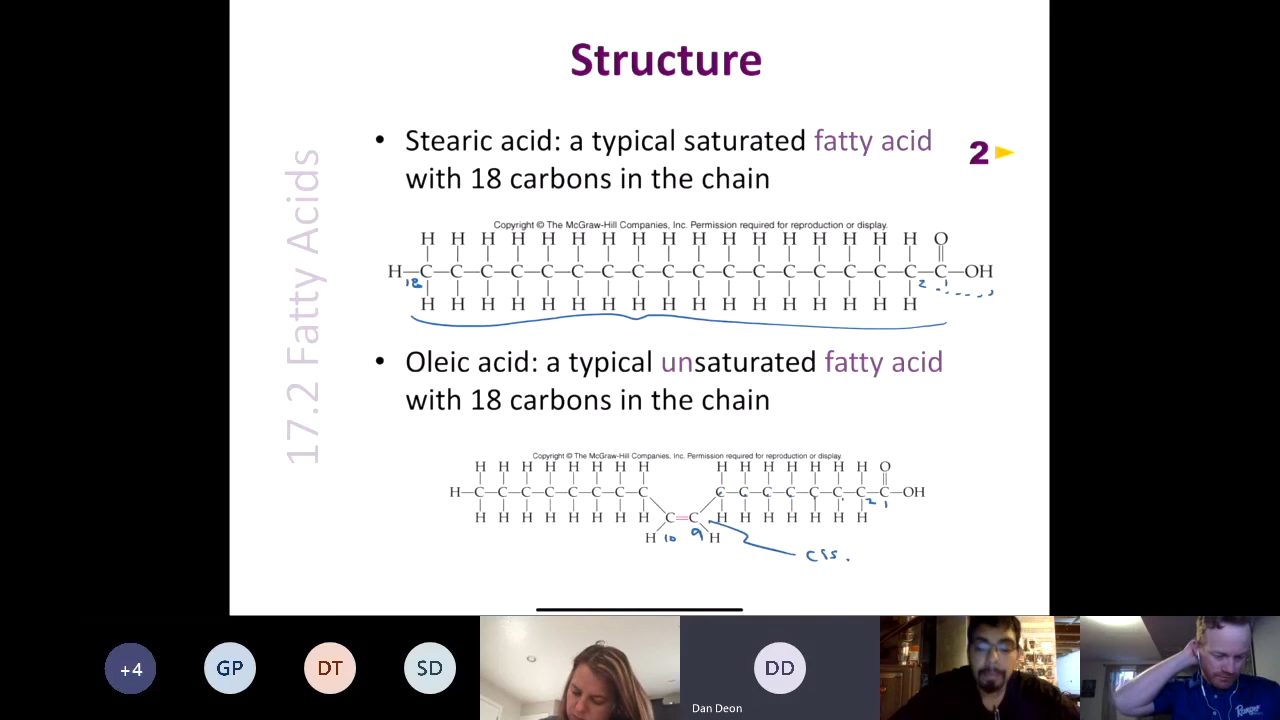 Structure
• Stearic acid: a typical saturated fatty acid
with 18 carbons in the chain
2
17.2 Fatty Acids
Copyright © The McGraw-Hill Companies, Inc. Permission required for reproduction or display.
H H H H H H H H H H H H H H H H H O
H—C—C—C—C—C—C—C—C—C—C—C—C—C—C—C—C—C—C—OH
18 2 1
H H H H H H H H H H H H H H H H H
• Oleic acid: a typical unsaturated fatty acid
with 18 carbons in the chain
Copyright © The McGraw-Hill Companies, Inc. Permission required for reproduction or display.
H H H H H H H H H H H H H H H O
H—C—C—C—C—C—C—C—C C—C—C—C—C—C—C—C—OH
2 1
H H H H H H H H C=C H H H H H H H
H 10 9 H
cis.
+4 GP DT SD DD
Dan Deon
Ranger